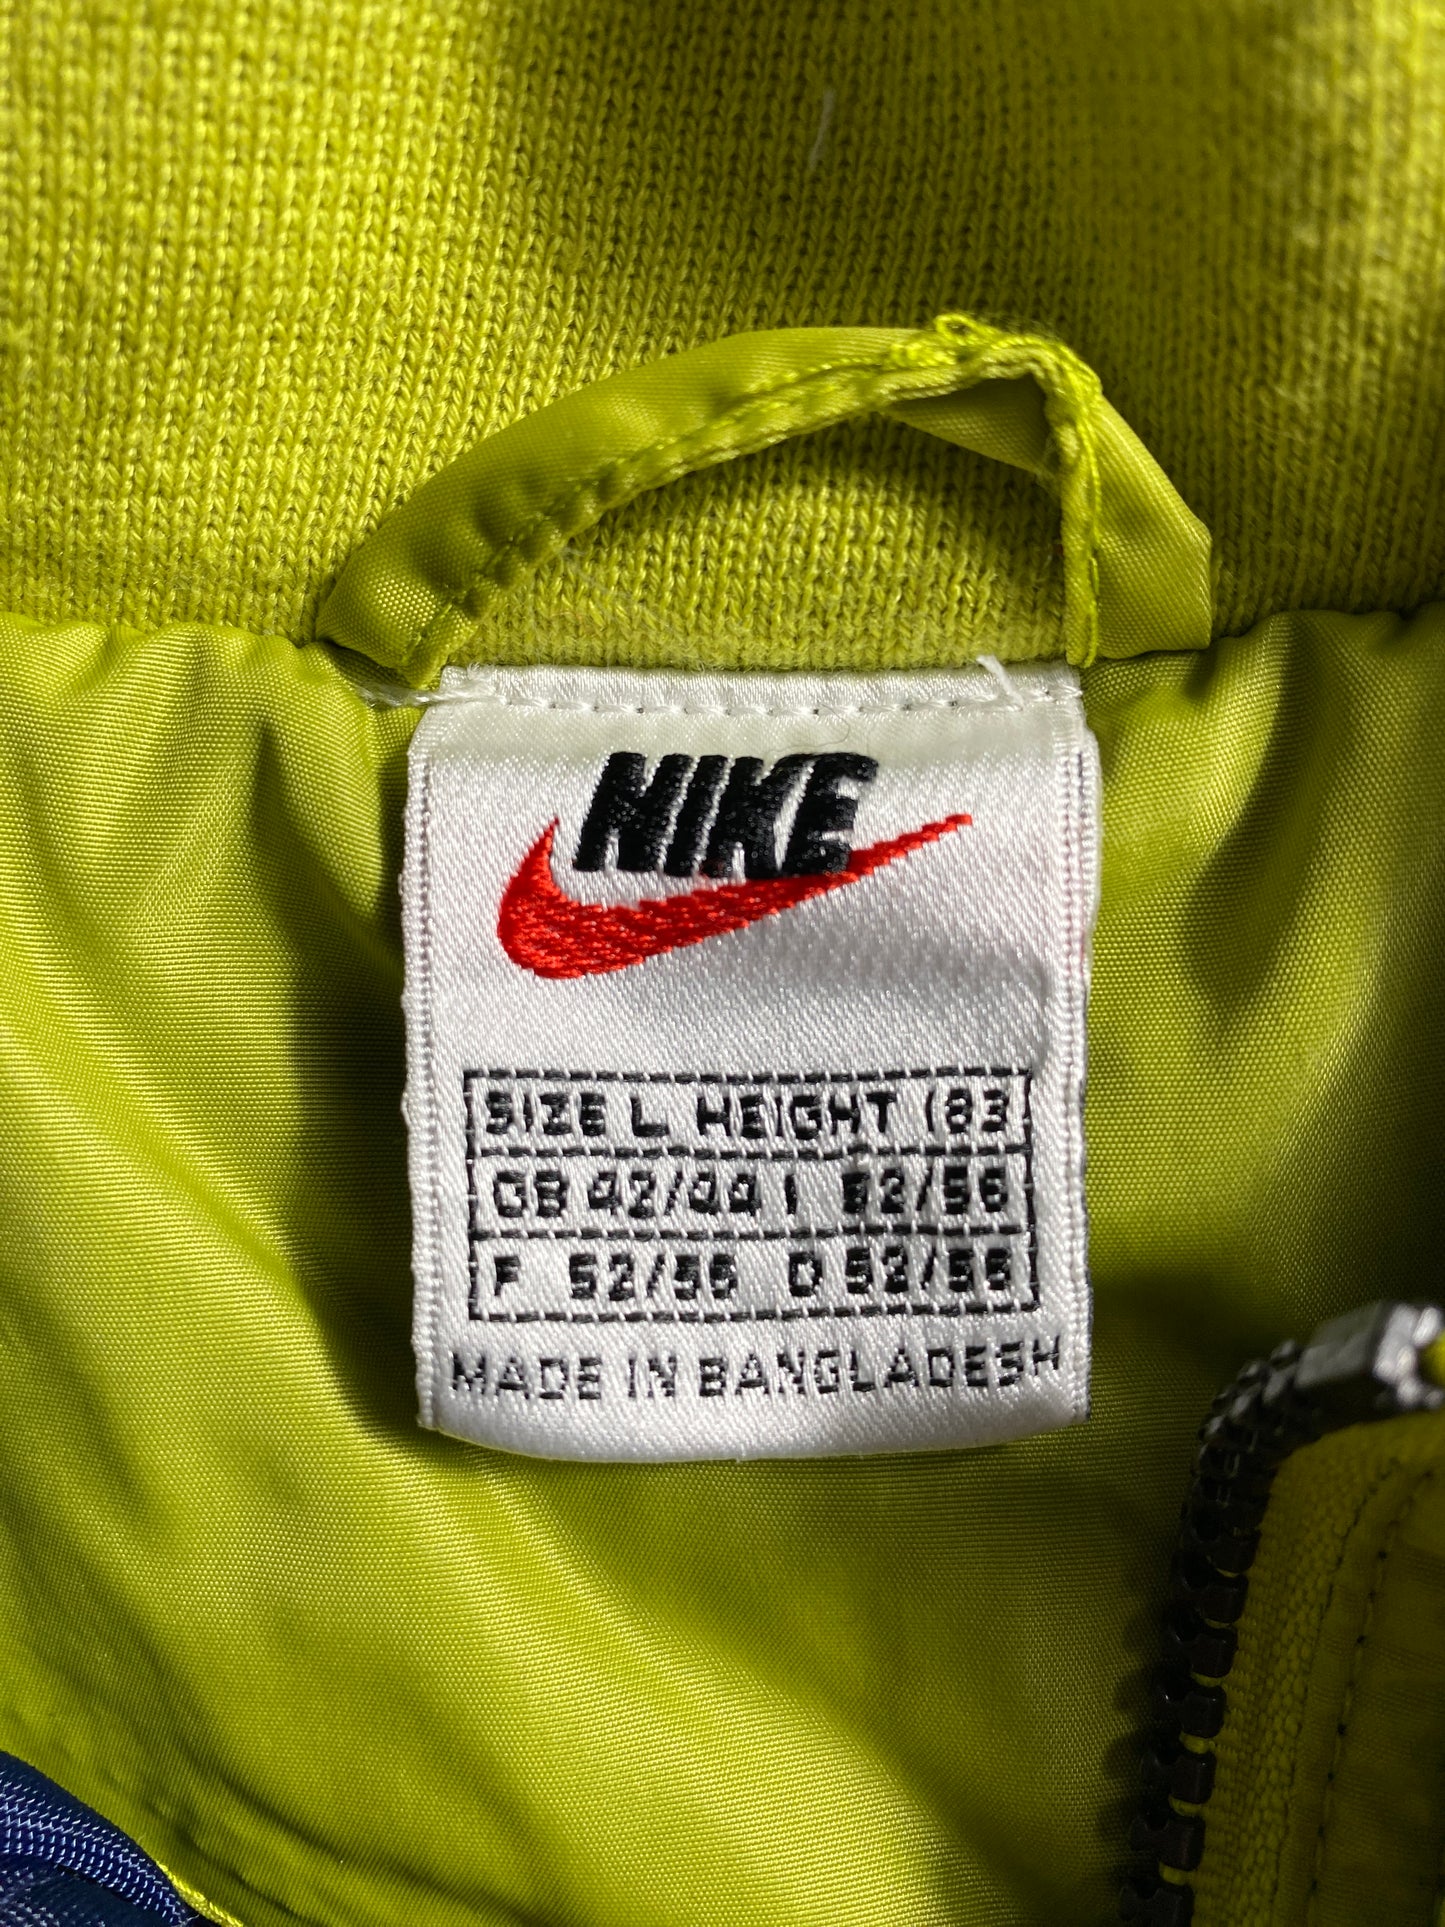 NIKE
SIZE L HEIGHT 183
GB 42/44 I 52/56
F 52/56 D 52/56
MADE IN BANGLADESH